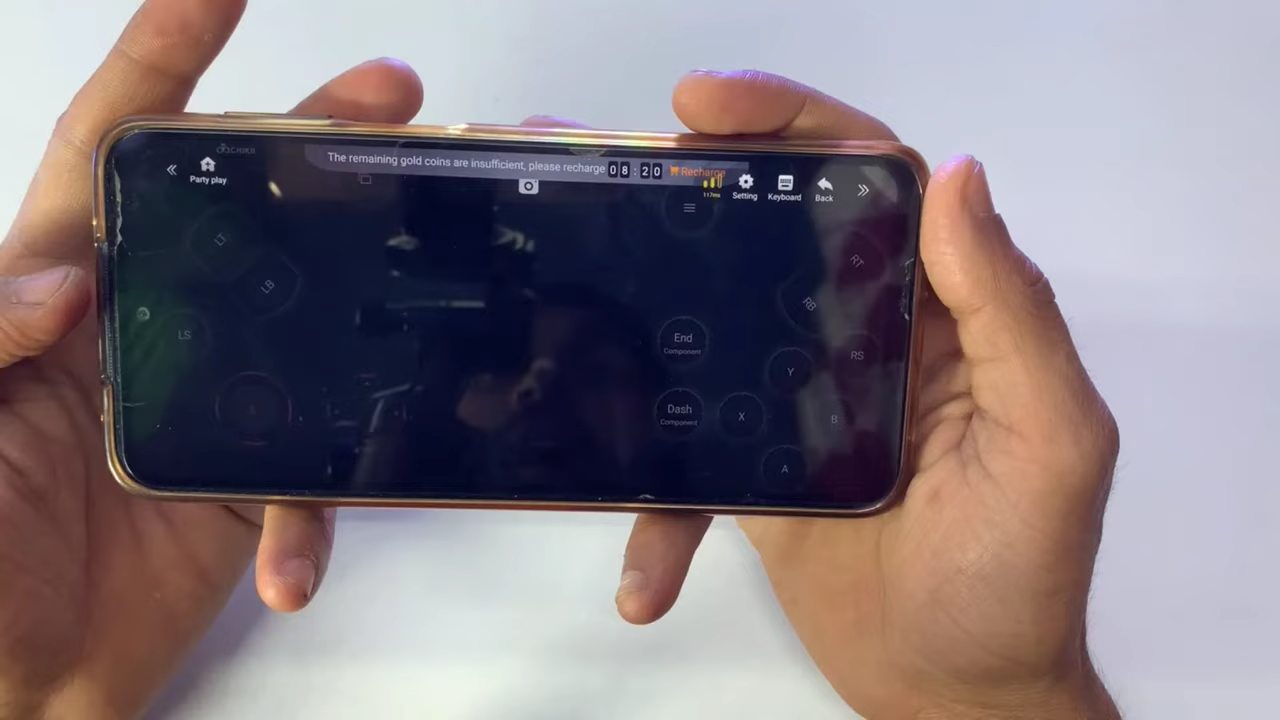 The remaining gold coins are insufficient, please recharge 08:20 Recharge
Party play
117ms
Setting
Keyboard
Back
LT
LB
LS
RT
RB
RS
End
Component
Dash
Component
Y
X
B
A